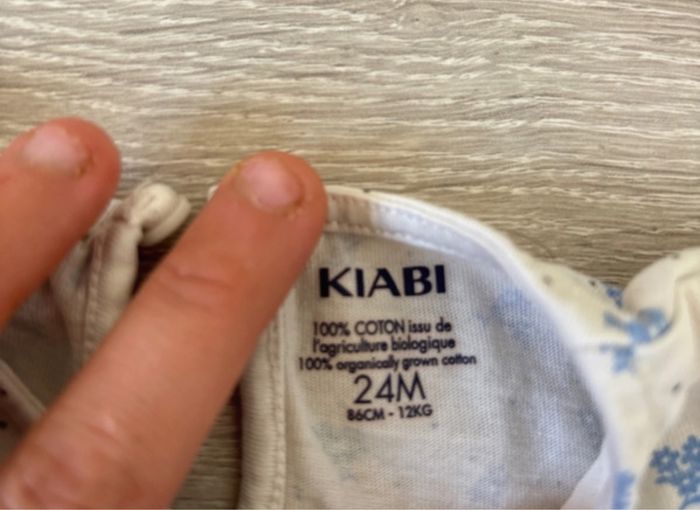 KIABI
100% COTON issu de
l'agriculture biologique
100% organically grown cotton
24M
86CM - 12KG